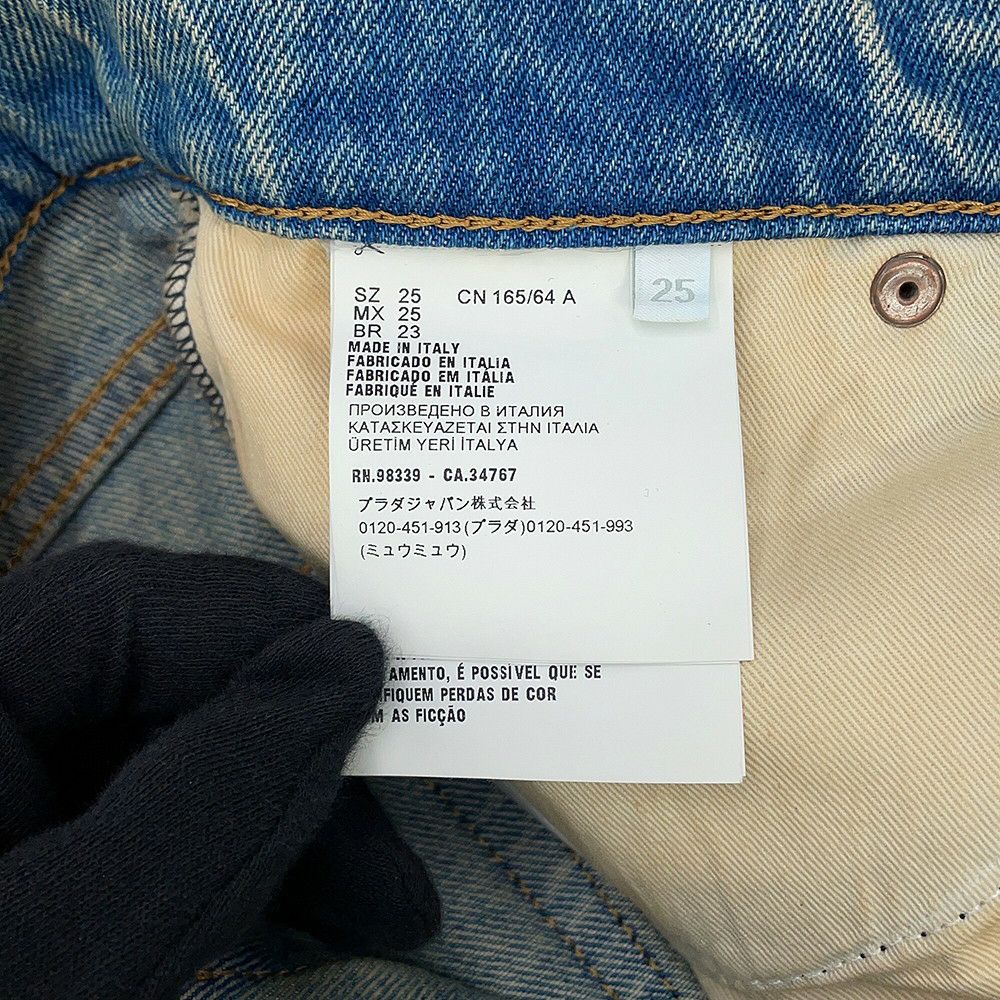 SZ 25 CN 165/64 A
25
MX 25
BR 23
MADE IN ITALY
FABRICADO EN ITALIA
FABRICADO EM ITÁLIA
FABRIQUÉ EN ITALIE
ПРОИЗВЕДЕНО В ИТАЛИЯ
ΚΑΤΑΣΚΕΥΑΖΕΤΑΙ ΣΤΗΝ ΙΤΑΛΙΑ
ÜRETİM YERİ İTALYA
RN.98339 - CA.34767
プラダジャパン株式会社
0120-451-913(プラダ)0120-451-993
(ミュウミュウ)
AMENTO, É POSSÍVEL QUE SE
FIQUEM PERDAS DE COR
AS FICÇÃO